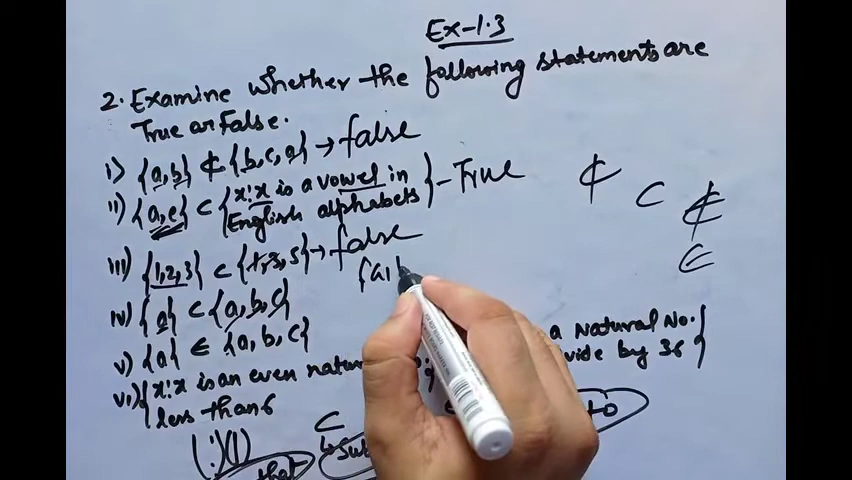 Ex-1.3
2. Examine whether the following statements are
True or False.
i) {a,b} ⊄ {b,c,a} → false
ii) {a,e} ⊂ {x:x is a vowel in
English alphabets} - True
iii) {1,2,3} ⊂ {1,3,5} → false
{a,
iv) {a} ⊂ {a,b,c}
v) {a} ∈ {a,b,c}
vi) {x:x is an even natural
less than 6
a Natural No.
vide by 36}
(:)(|)
that
⊂
⊄ ⊂ ∉
∈